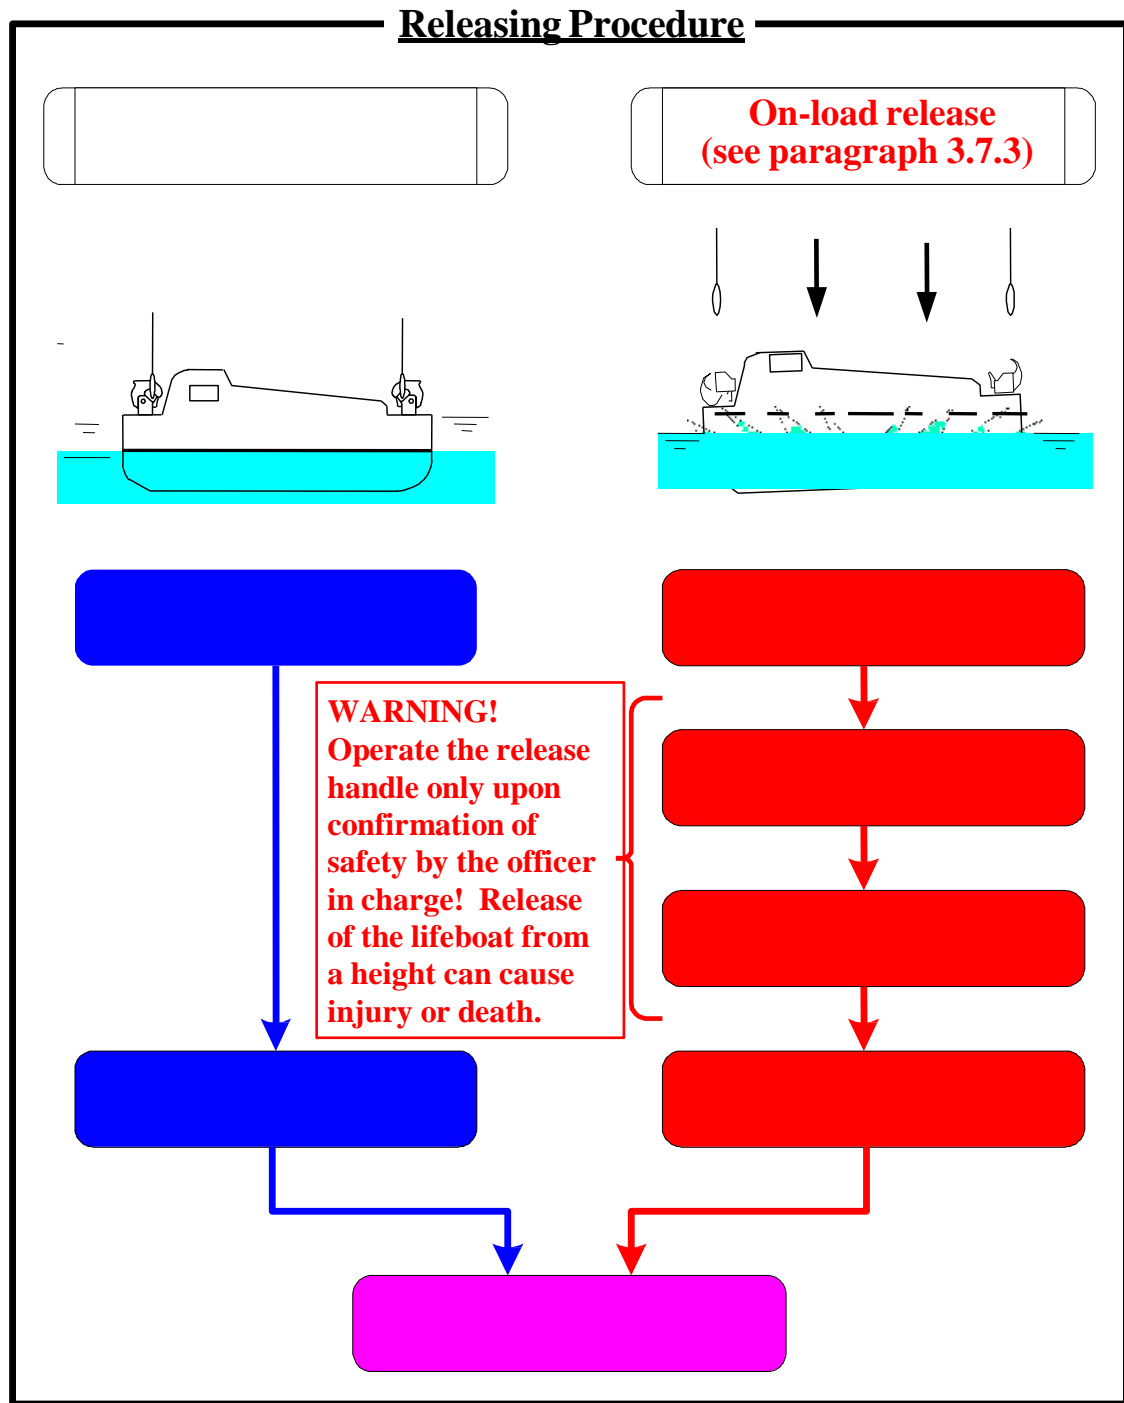 Releasing Procedure
On-load release
(see paragraph 3.7.3)
WARNING!
Operate the release
handle only upon
confirmation of
safety by the officer
in charge!  Release
of the lifeboat from
a height can cause
injury or death.